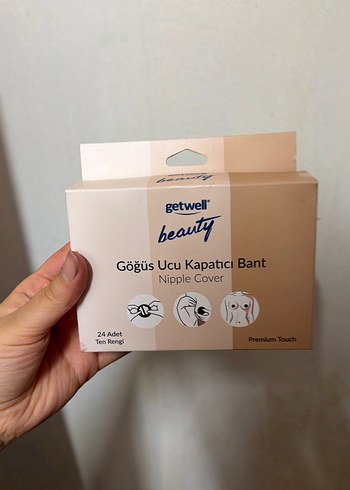 getwell®
beauty
Göğüs Ucu Kapatıcı Bant
Nipple Cover
24 Adet
Ten Rengi
Premium Touch